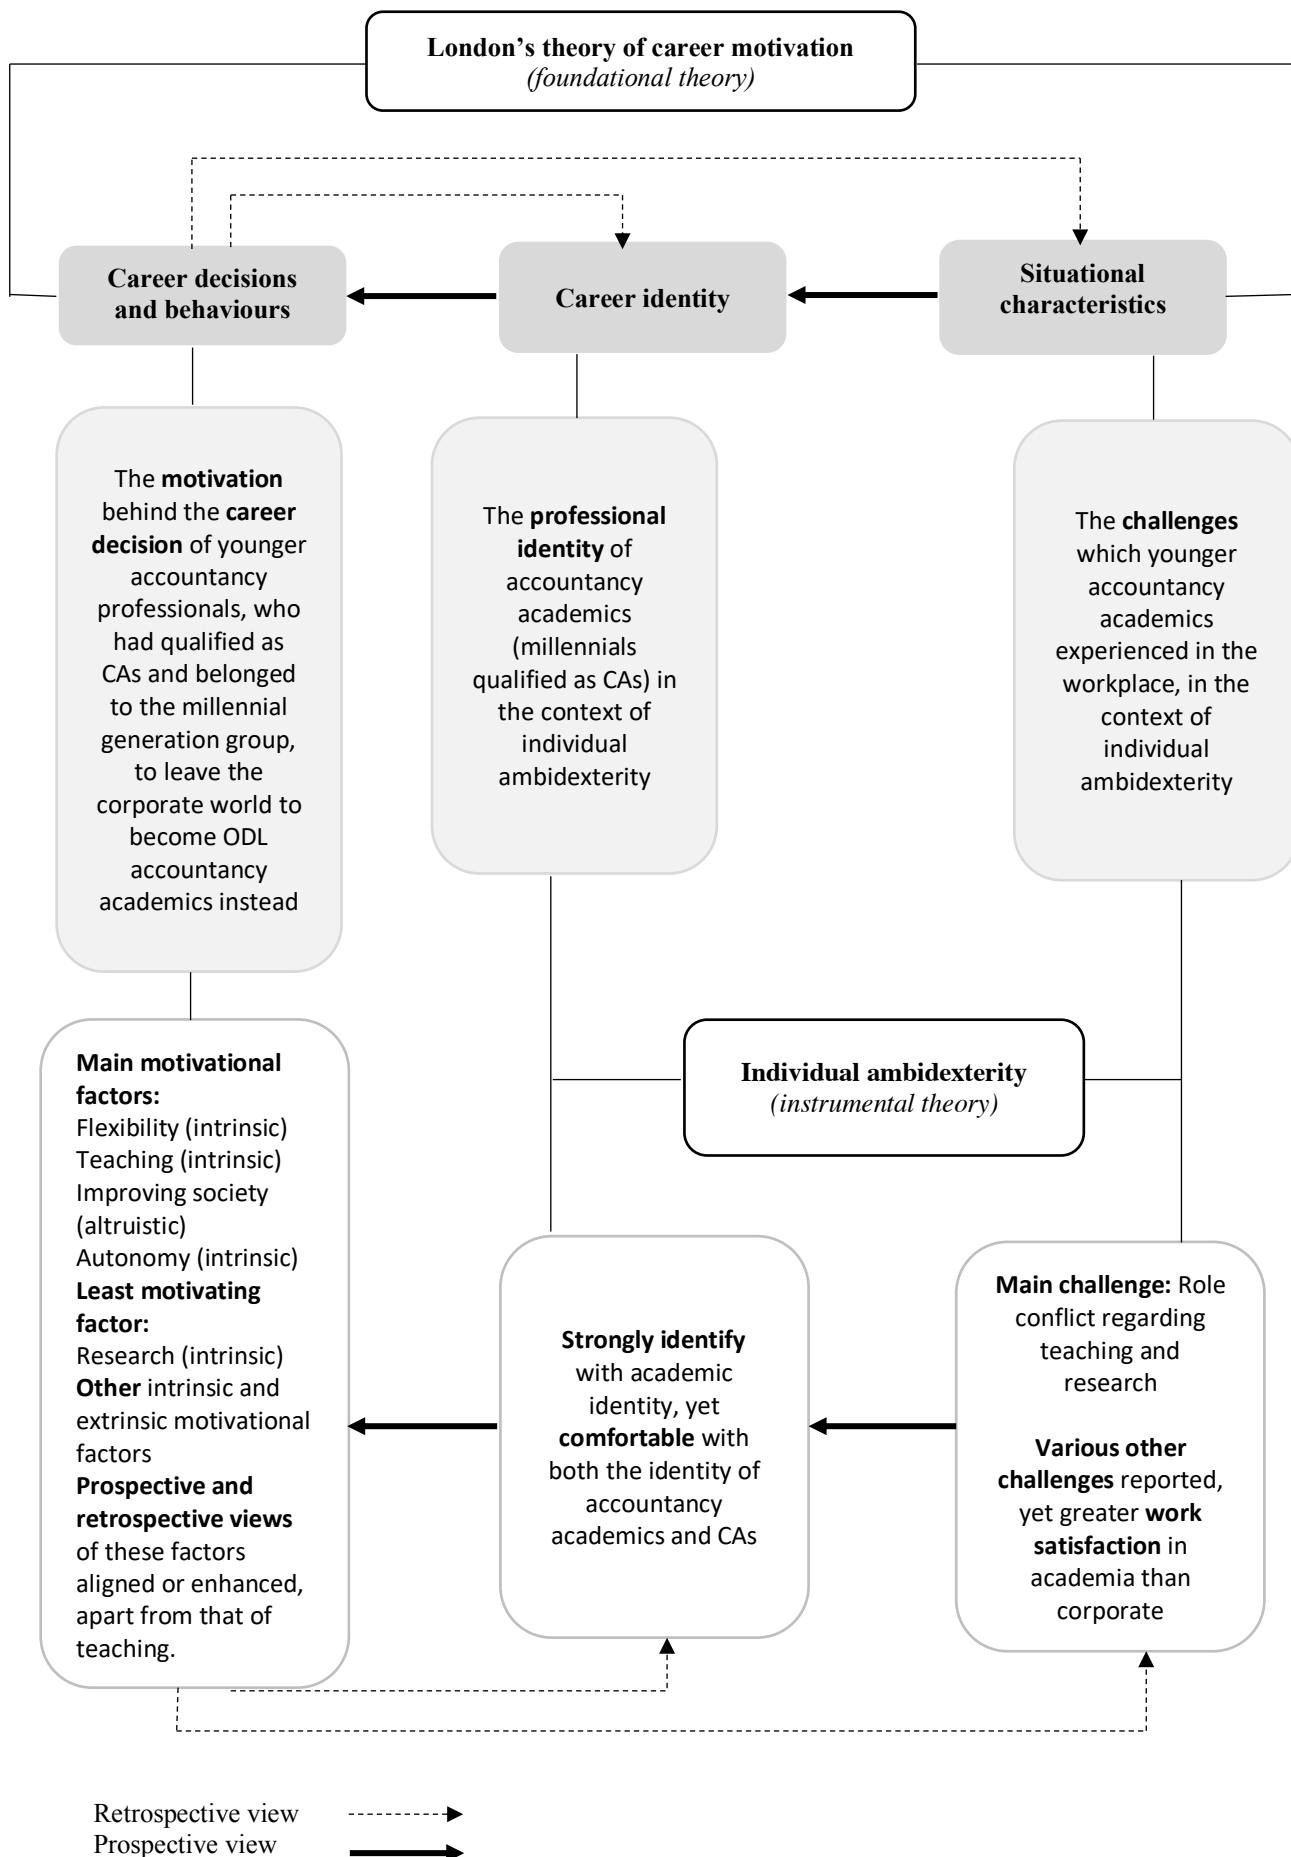 London’s theory of career motivation
(foundational theory)
Career decisions
and behaviours
Career identity
Situational
characteristics
The motivation
behind the career
decision of younger
accountancy
professionals, who
had qualified as
CAs and belonged
to the millennial
generation group,
to leave the
corporate world to
become ODL
accountancy
academics instead
The professional
identity of
accountancy
academics
(millennials
qualified as CAs) in
the context of
individual
ambidexterity
The challenges
which younger
accountancy
academics
experienced in the
workplace, in the
context of
individual
ambidexterity
Individual ambidexterity
(instrumental theory)
Main motivational
factors:
Flexibility (intrinsic)
Teaching (intrinsic)
Improving society
(altruistic)
Autonomy (intrinsic)
Least motivating
factor:
Research (intrinsic)
Other intrinsic and
extrinsic motivational
factors
Prospective and
retrospective views
of these factors
aligned or enhanced,
apart from that of
teaching.
Strongly identify
with academic
identity, yet
comfortable with
both the identity of
accountancy
academics and CAs
Main challenge: Role
conflict regarding
teaching and
research
Various other
challenges reported,
yet greater work
satisfaction in
academia than
corporate
Retrospective view
Prospective view